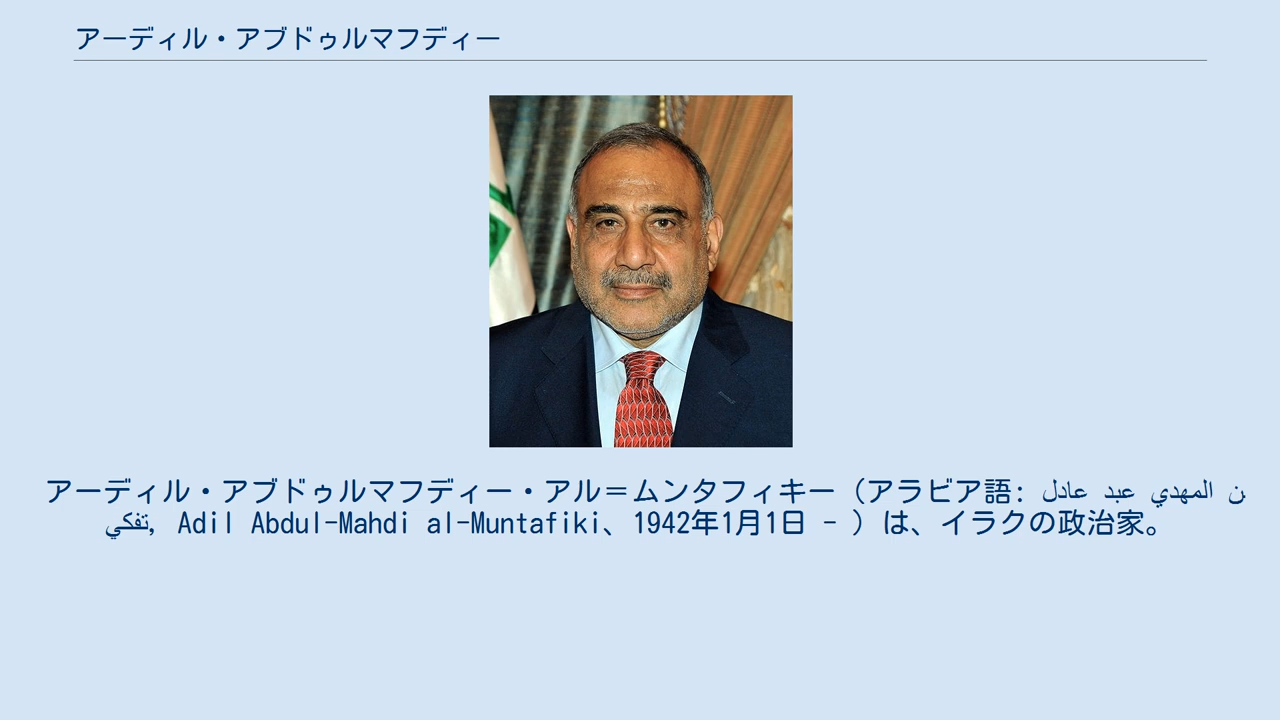 アーディル・アブドゥルマフディー
アーディル・アブドゥルマフディー・アル＝ムンタフィキー（アラビア語: عادل عبد المهدي ن
تفكي, Adil Abdul-Mahdi al-Muntafiki、1942年1月1日 - ）は、イラクの政治家。